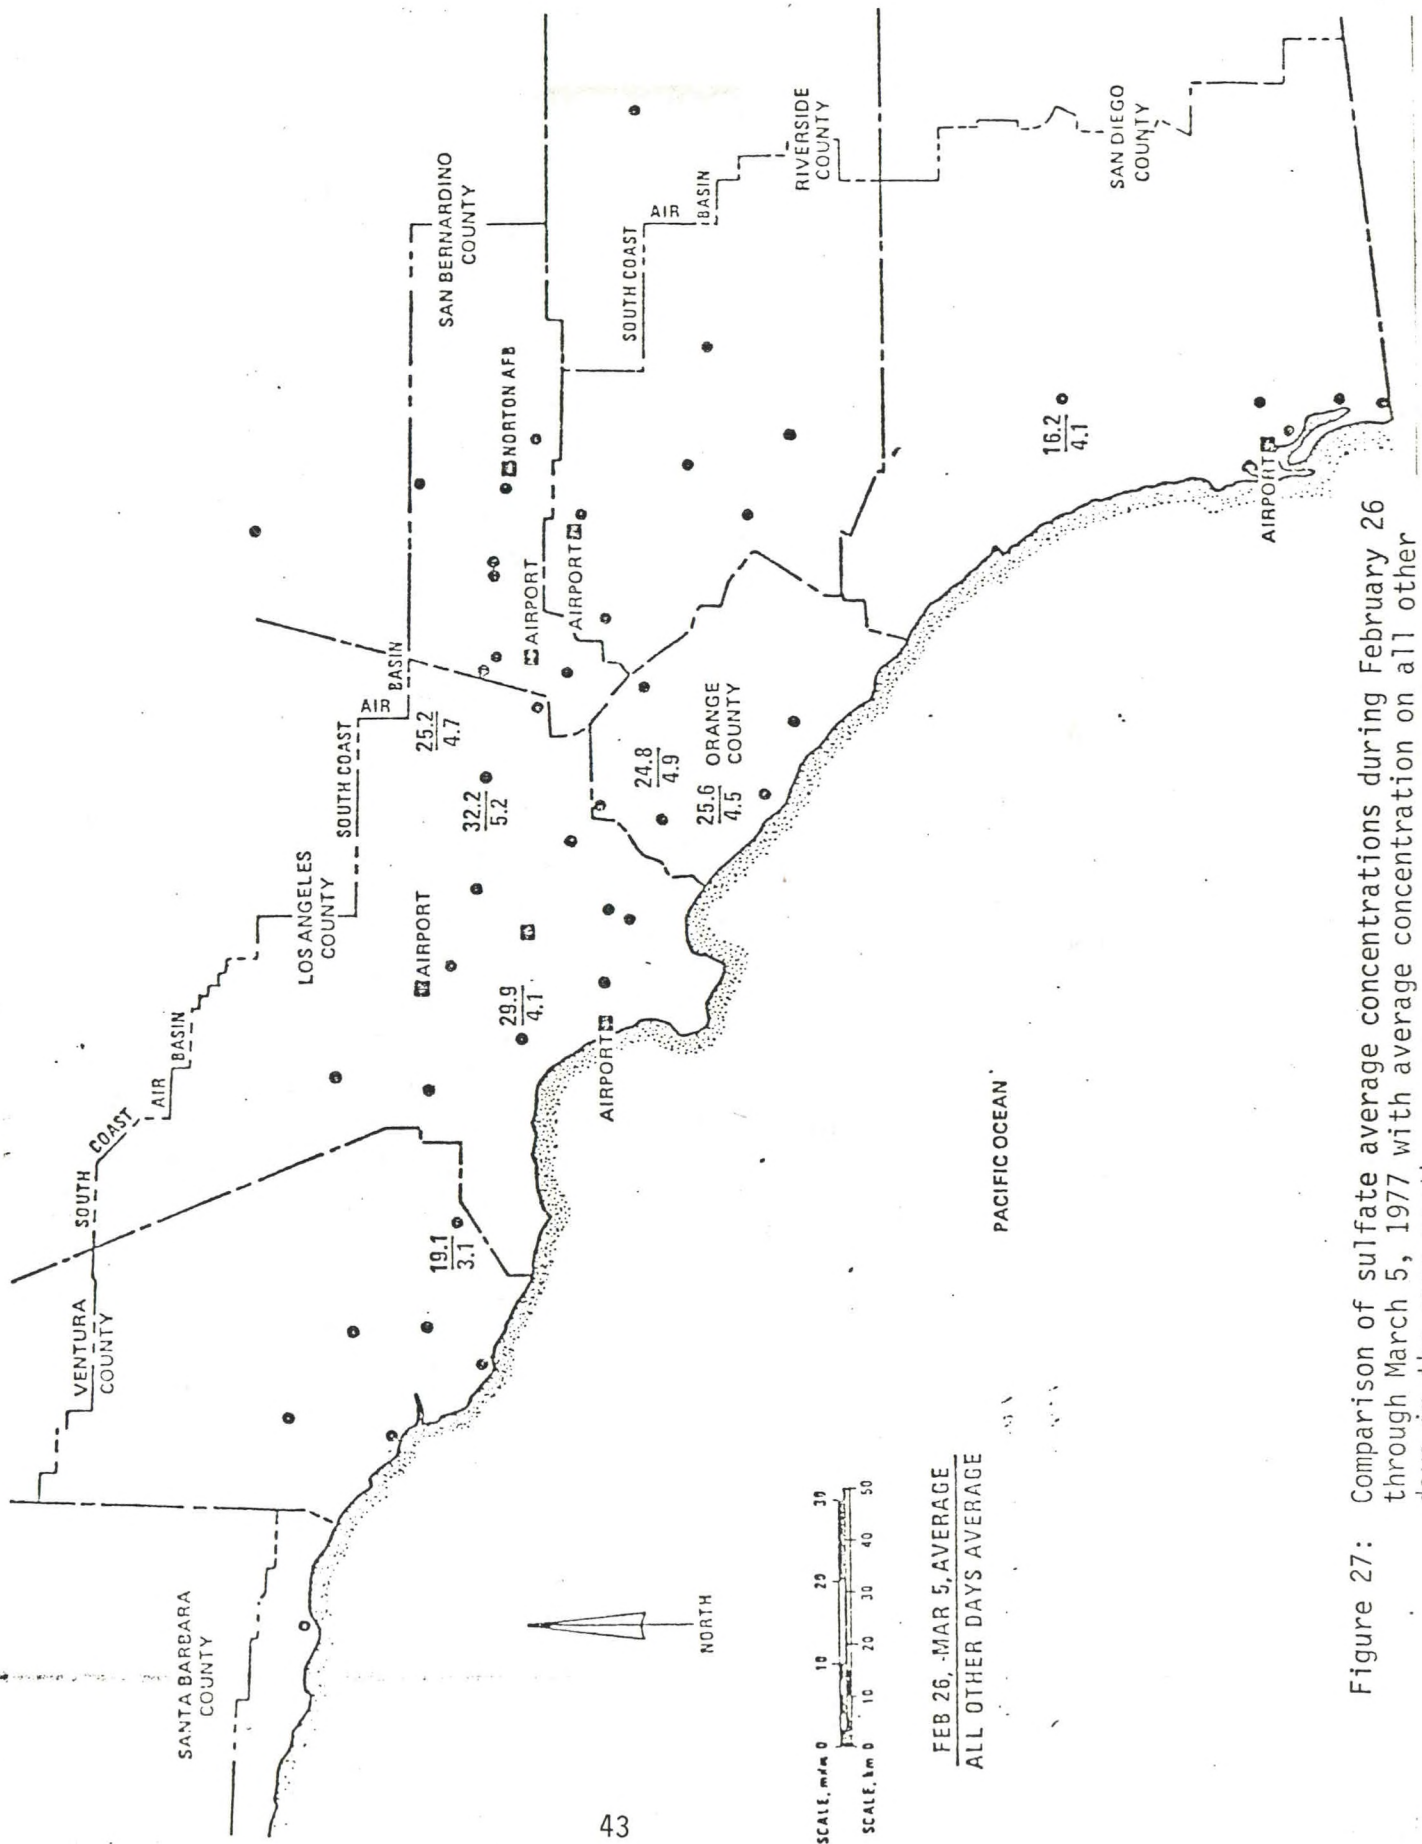 SANTA BARBARA
COUNTY
VENTURA
COUNTY
SOUTH
COAST
AIR
BASIN
LOS ANGELES
COUNTY
SOUTH COAST
AIR
BASIN
SAN BERNARDINO
COUNTY
SOUTH COAST
AIR
BASIN
RIVERSIDE
COUNTY
SAN DIEGO
COUNTY
ORANGE
COUNTY
NORTON AFB
AIRPORT
AIRPORT
AIRPORT
AIRPORT
AIRPORT
19.1
3.1
29.9
4.1
32.2
5.2
25.2
4.7
24.8
4.9
25.6
4.5
16.2
4.1
PACIFIC OCEAN
NORTH
0 10 20 30
SCALE, km 0 10 20 30 40 50
FEB 26, -MAR 5, AVERAGE
ALL OTHER DAYS AVERAGE
Figure 27: Comparison of sulfate average concentrations during February 26
through March 5, 1977 with average concentration on all other
43